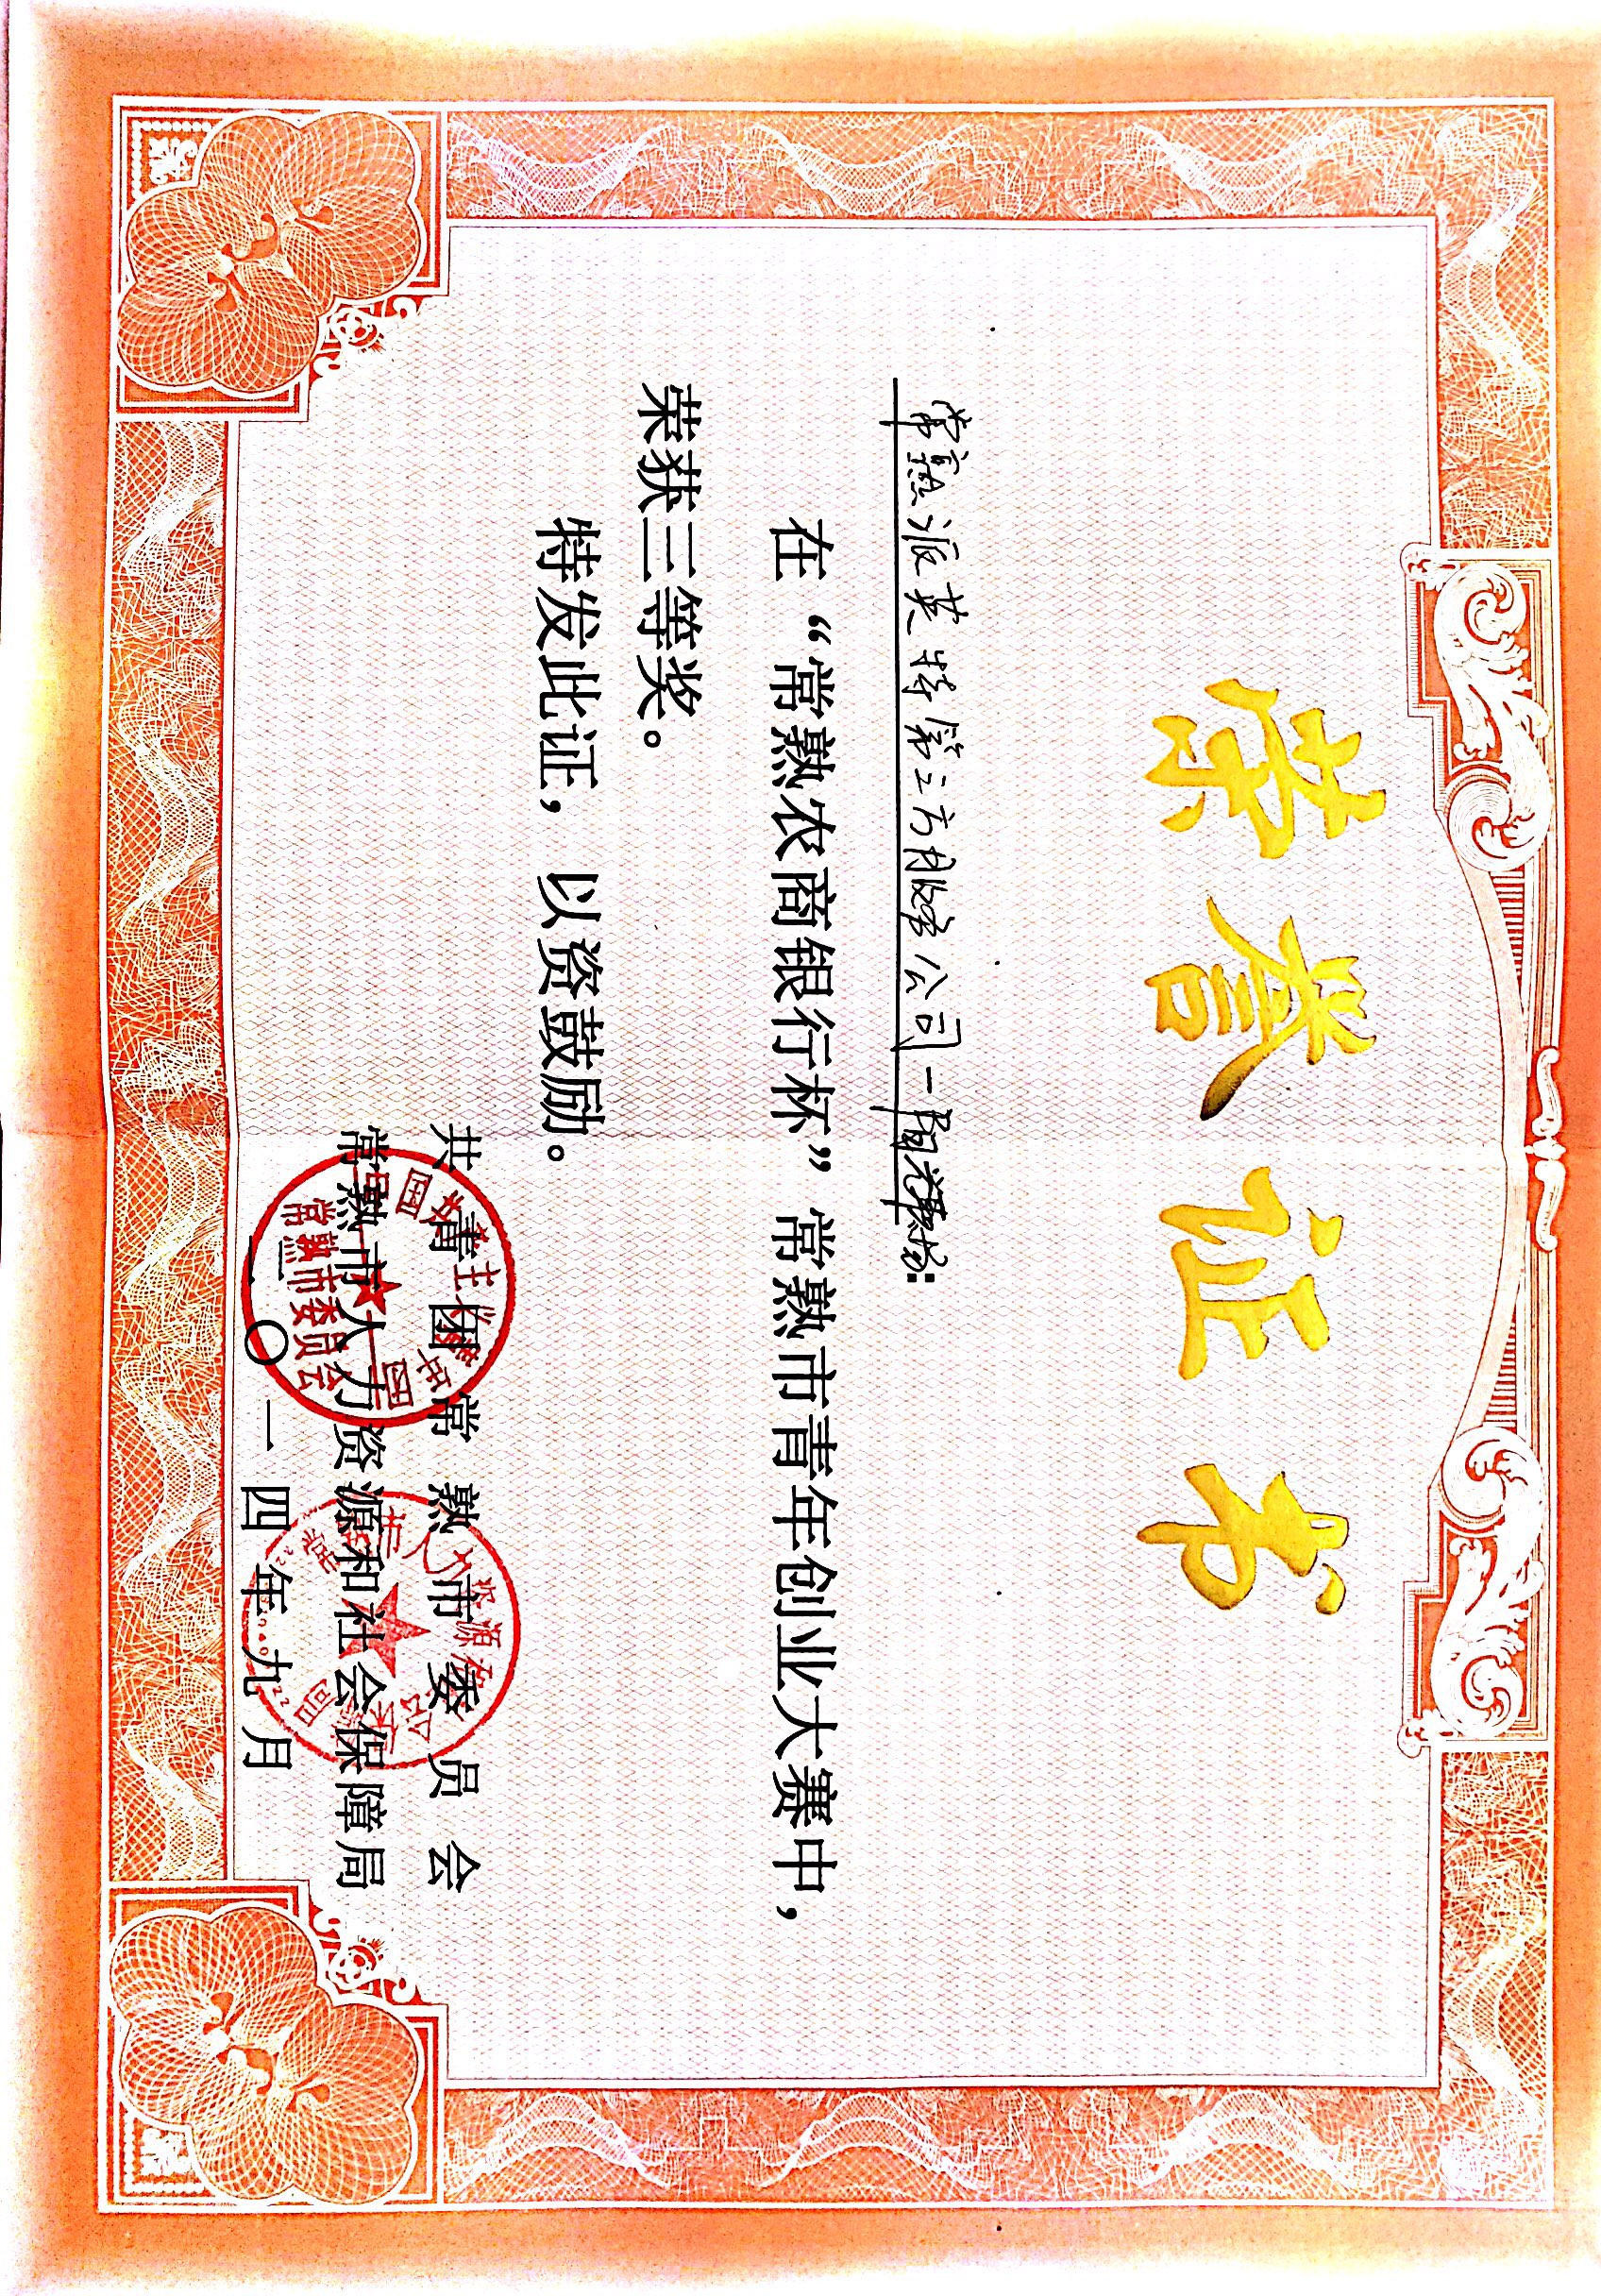 荣誉证书
常熟派英特第三方服务公司一阳光职场:
在“常熟农商银行杯”常熟市青年创业大赛中，
荣获三等奖。
特发此证，以资鼓励。
共青团常熟市委员会
常熟市人力资源和社会保障局
二〇一四年九月
中国共产主义青年团
常熟市委员会
常熟市人力资源和社会保障局